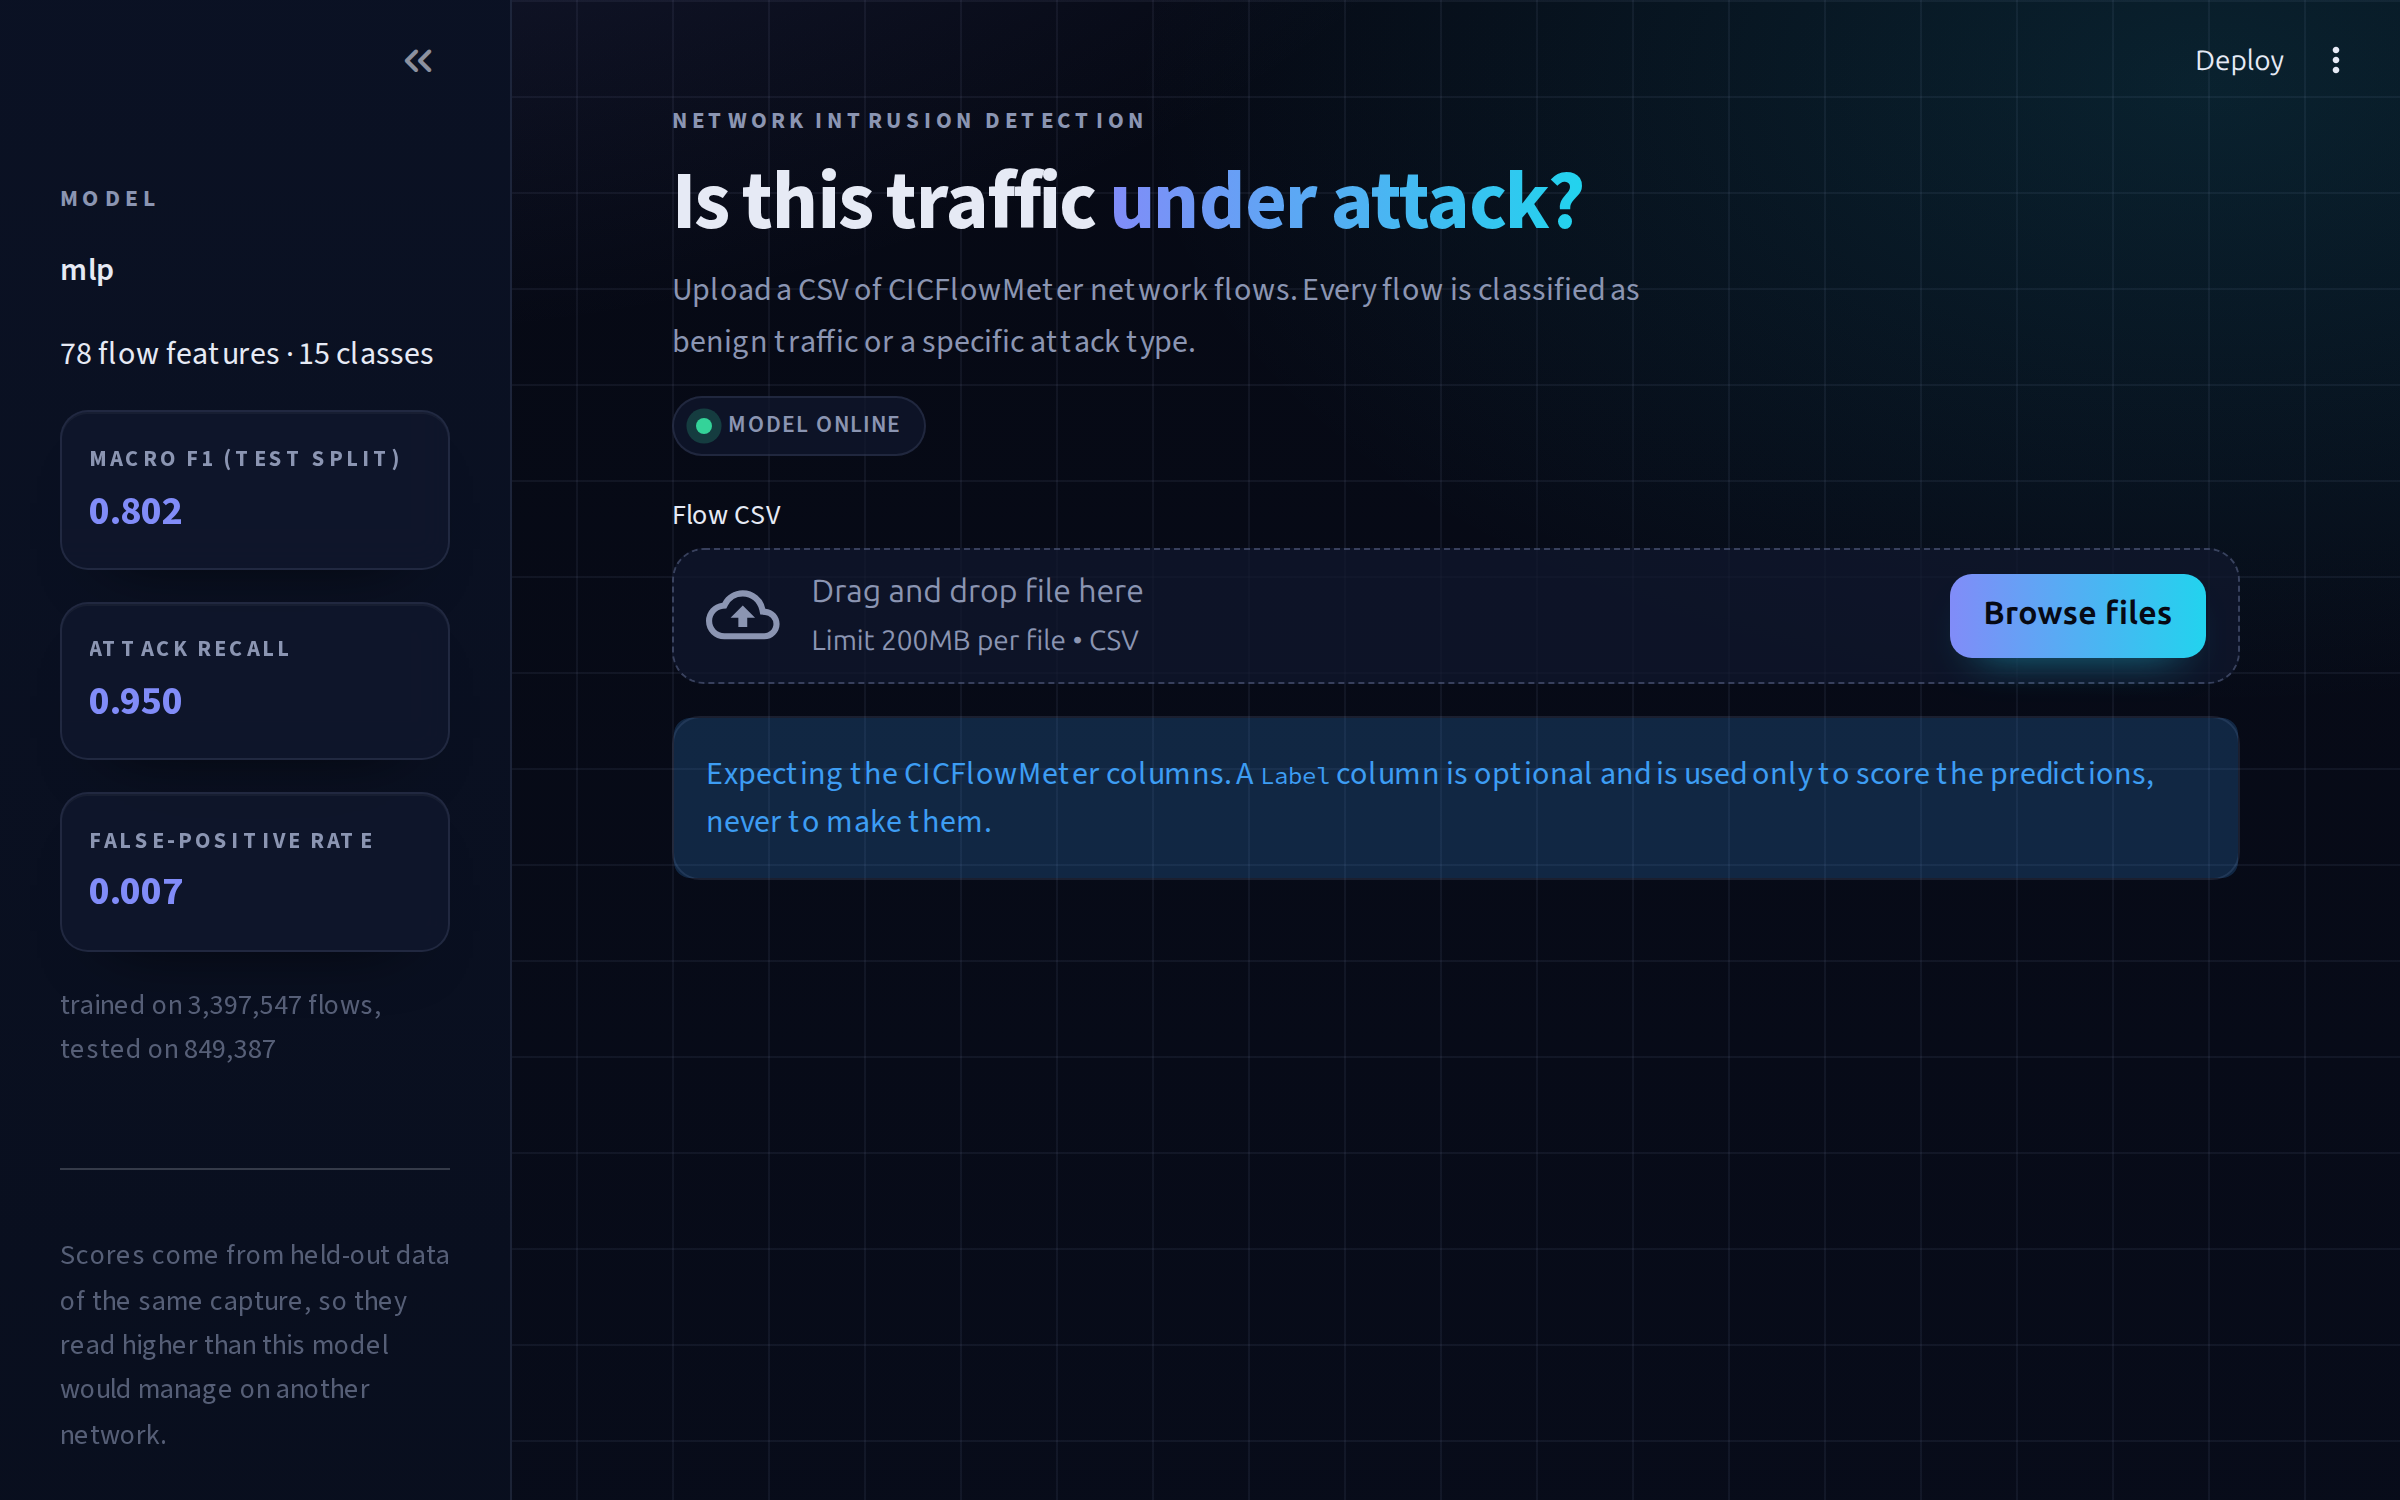 MODEL
mlp
78 flow features · 15 classes
MACRO F1 (TEST SPLIT)
0.802
ATTACK RECALL
0.950
FALSE-POSITIVE RATE
0.007
trained on 3,397,547 flows,
tested on 849,387
Scores come from held-out data
of the same capture, so they
read higher than this model
would manage on another
network.
Deploy
NETWORK INTRUSION DETECTION
Is this traffic under attack?
Upload a CSV of CICFlowMeter network flows. Every flow is classified as
benign traffic or a specific attack type.
MODEL ONLINE
Flow CSV
Drag and drop file here
Limit 200MB per file • CSV
Browse files
Expecting the CICFlowMeter columns. A Label column is optional and is used only to score the predictions,
never to make them.